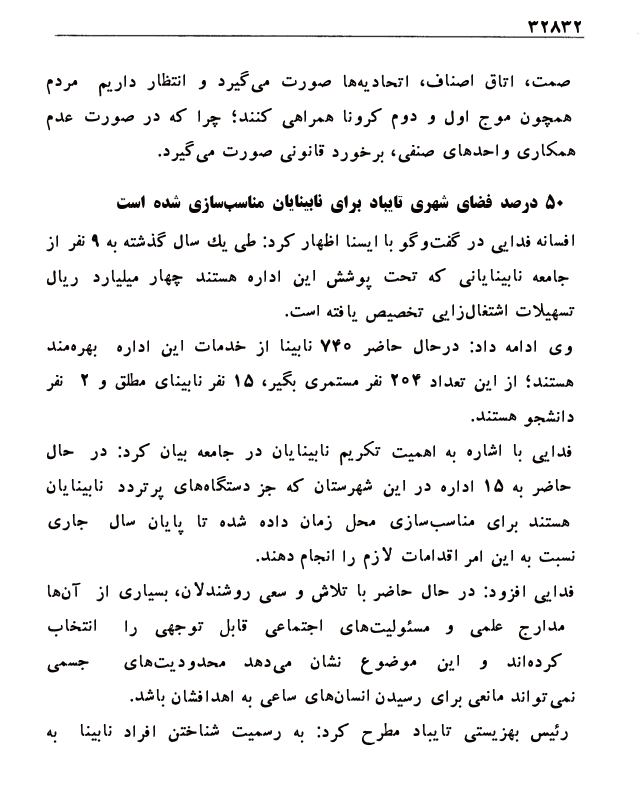 ۳۲۸۳۲
صمت، اتاق اصناف، اتحادیه‌ها صورت می‌گیرد و انتظار داریم مردم
همچون موج اول و دوم کرونا همراهی کنند؛ چرا که در صورت عدم
همکاری واحدهای صنفی، برخورد قانونی صورت می‌گیرد.
۵۰ درصد فضای شهری تایباد برای نابینایان مناسب‌سازی شده است
افسانه فدایی در گفت‌وگو با ایسنا اظهار کرد: طی یك سال گذشته به ۹ نفر از
جامعه نابینایانی که تحت پوشش این اداره هستند چهار میلیارد ریال
تسهیلات اشتغال‌زایی تخصیص یافته است.
وی ادامه داد: درحال حاضر ۷۴۰ نابینا از خدمات این اداره بهره‌مند
هستند؛ از این تعداد ۲۰۴ نفر مستمری بگیر، ۱۵ نفر نابینای مطلق و ۲ نفر
دانشجو هستند.
فدایی با اشاره به اهمیت تکریم نابینایان در جامعه بیان کرد: در حال
حاضر به ۱۵ اداره در این شهرستان که جز دستگاه‌های پرتردد نابینایان
هستند برای مناسب‌سازی محل زمان داده شده تا پایان سال جاری
نسبت به این امر اقدامات لازم را انجام دهند.
فدایی افزود: در حال حاضر با تلاش و سعی روشندلان، بسیاری از آن‌ها
مدارج علمی و مسئولیت‌های اجتماعی قابل توجهی را انتخاب
کرده‌اند و این موضوع نشان می‌دهد محدودیت‌های جسمی
نمی‌تواند مانعی برای رسیدن انسان‌های ساعی به اهدافشان باشد.
رئیس بهزیستی تایباد مطرح کرد: به رسمیت شناختن افراد نابینا به